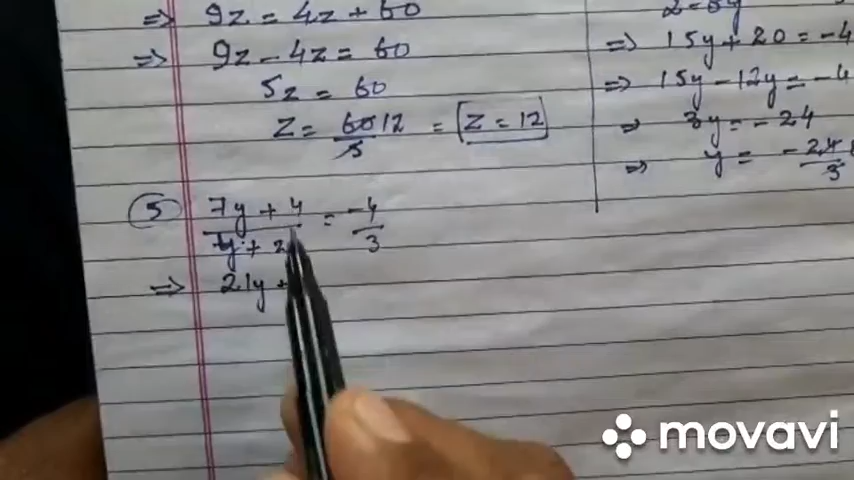 => 9z = 4z + 60
=> 9z - 4z = 60
5z = 60
z = 60 12 / 5 = z = 12
5 7y + 4 / y + 2 = -4 / 3
=> 21y +
=> 15y + 20 = -4
=> 15y - 12y = -4
=> 3y = - 24
=> y = - 24 / 3
movavi